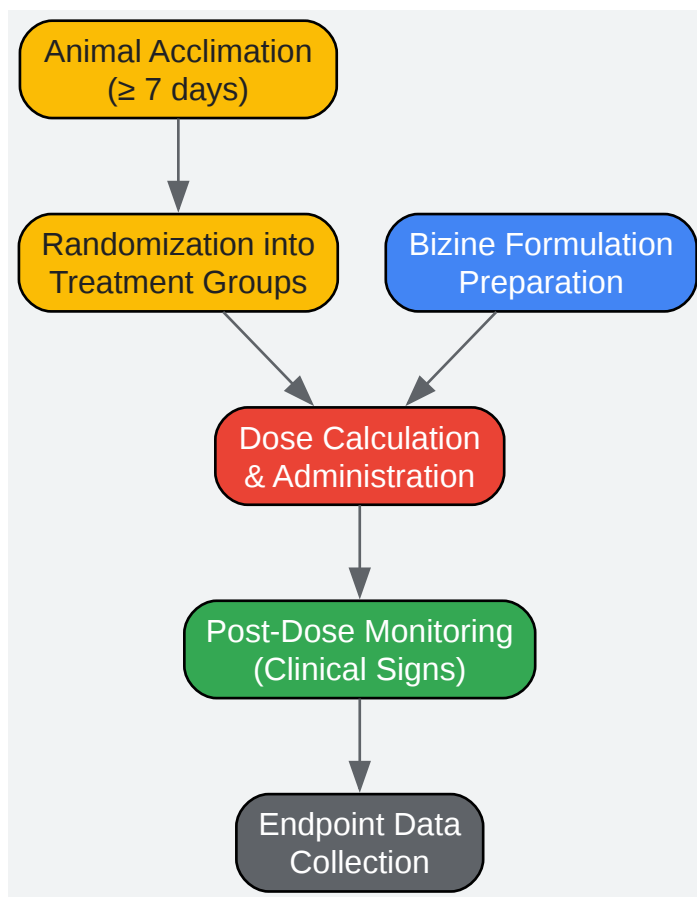 Animal Acclimation
(≥ 7 days)
Randomization into
Treatment Groups
Bizine Formulation
Preparation
Dose Calculation
& Administration
Post-Dose Monitoring
(Clinical Signs)
Endpoint Data
Collection